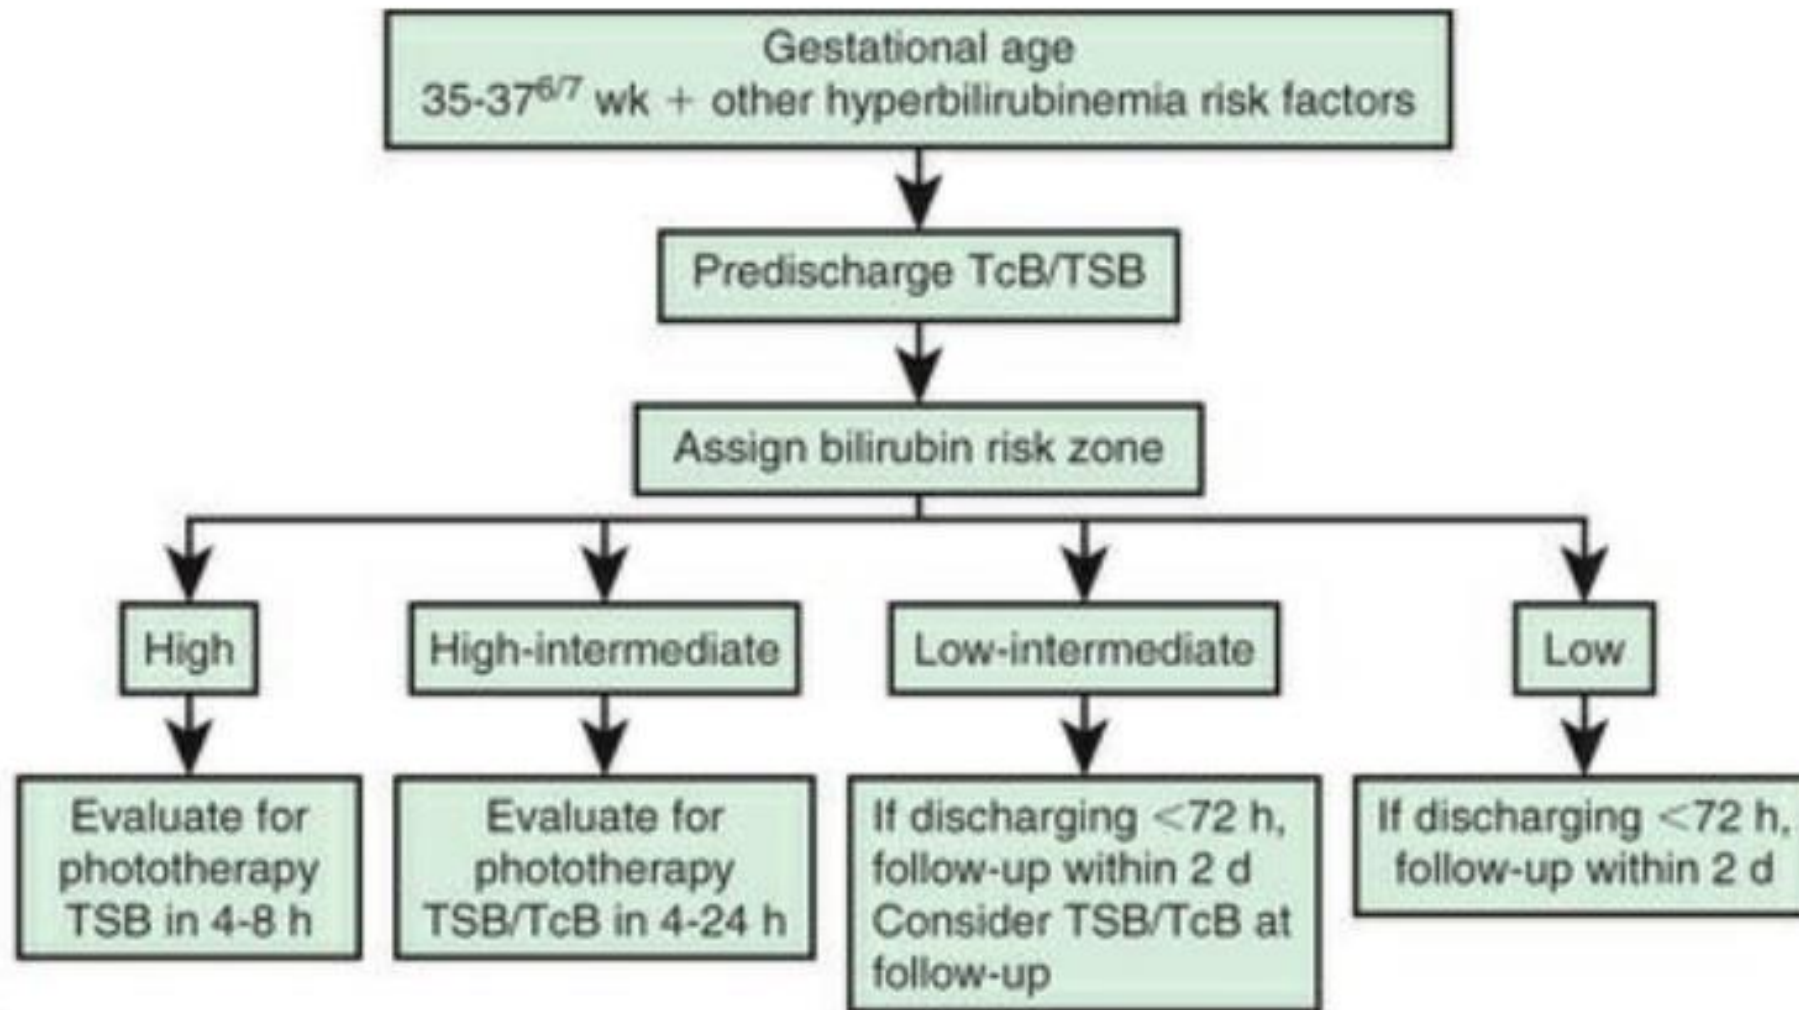 Gestational age
35-37⁶/⁷ wk + other hyperbilirubinemia risk factors
Predischarge TcB/TSB
Assign bilirubin risk zone
High
High-intermediate
Low-intermediate
Low
Evaluate for
phototherapy
TSB in 4-8 h
Evaluate for
phototherapy
TSB/TcB in 4-24 h
If discharging <72 h,
follow-up within 2 d
Consider TSB/TcB at
follow-up
If discharging <72 h,
follow-up within 2 d